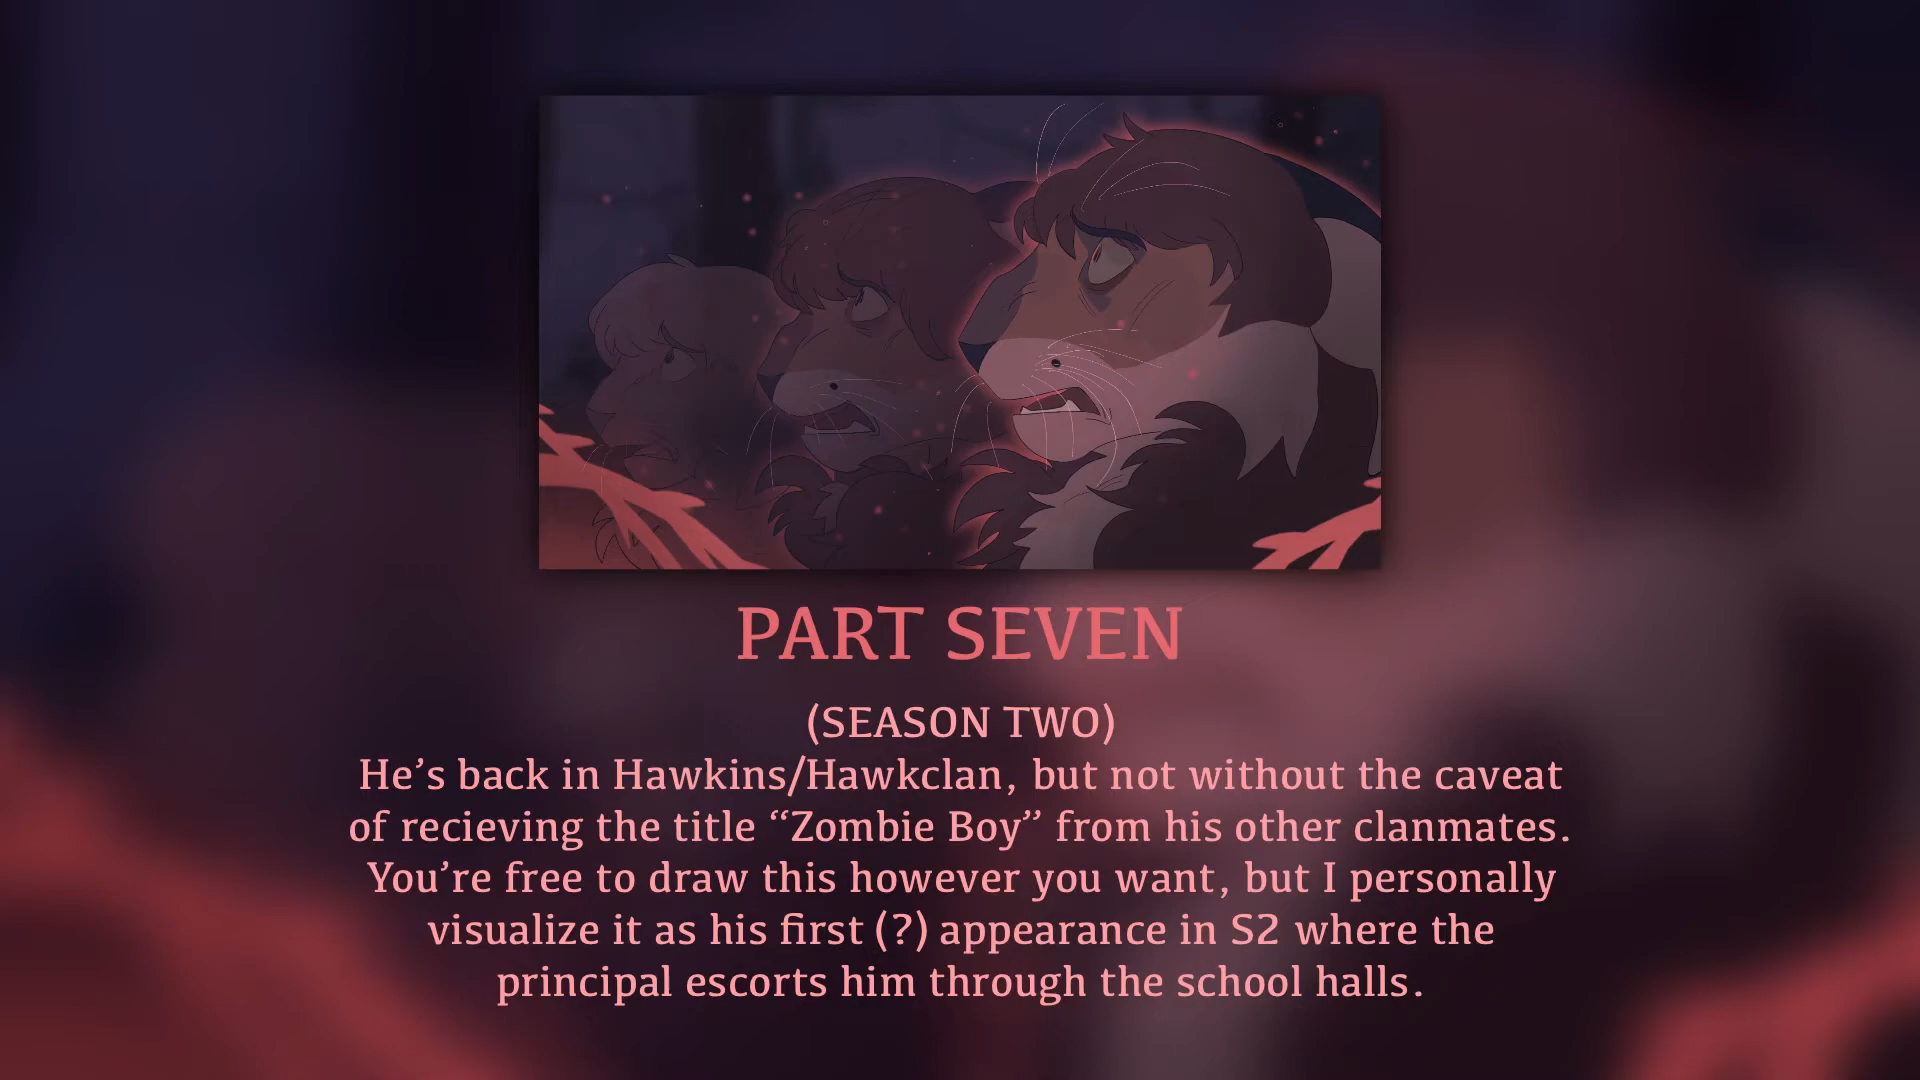 PART SEVEN
(SEASON TWO)
He’s back in Hawkins/Hawkclan, but not without the caveat
of recieving the title “Zombie Boy” from his other clanmates.
You’re free to draw this however you want, but I personally
visualize it as his first (?) appearance in S2 where the
principal escorts him through the school halls.